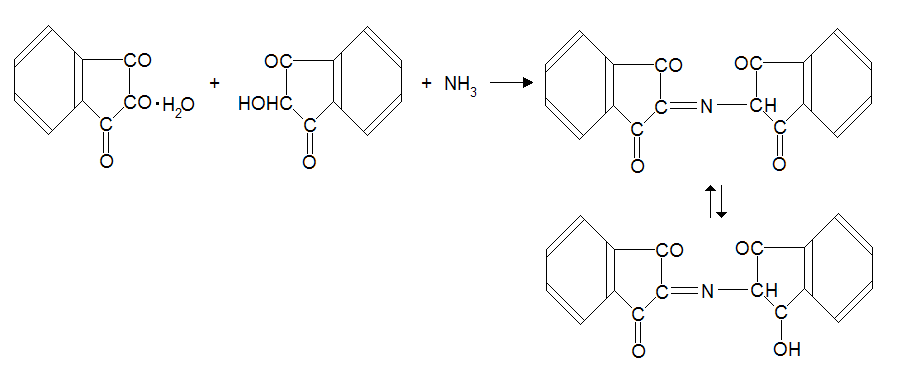 CO OC CO OC
CO·H₂O + HOHC + NH₃ C N CH
C C C C
O O O O
CO OC
C N CH
C C
O OH